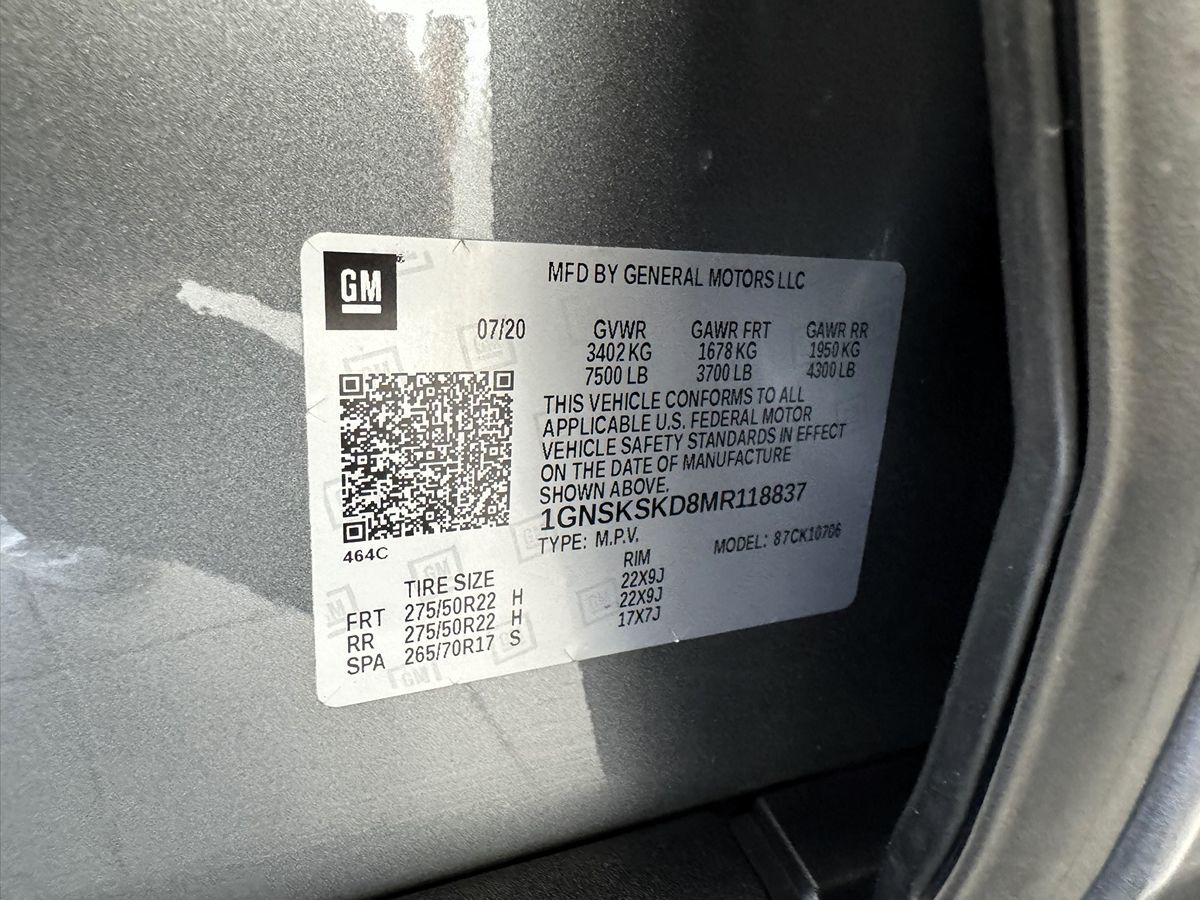 GM
MFD BY GENERAL MOTORS LLC
07/20 GVWR GAWR FRT GAWR RR
3402 KG 1678 KG 1950 KG
7500 LB 3700 LB 4300 LB
THIS VEHICLE CONFORMS TO ALL
APPLICABLE U.S. FEDERAL MOTOR
VEHICLE SAFETY STANDARDS IN EFFECT
ON THE DATE OF MANUFACTURE
SHOWN ABOVE.
1GNSKSKD8MR118837
TYPE: M.P.V. MODEL: 87CK10706
464C
TIRE SIZE RIM
FRT 275/50R22 H 22X9J
RR 275/50R22 H 22X9J
SPA 265/70R17 S 17X7J